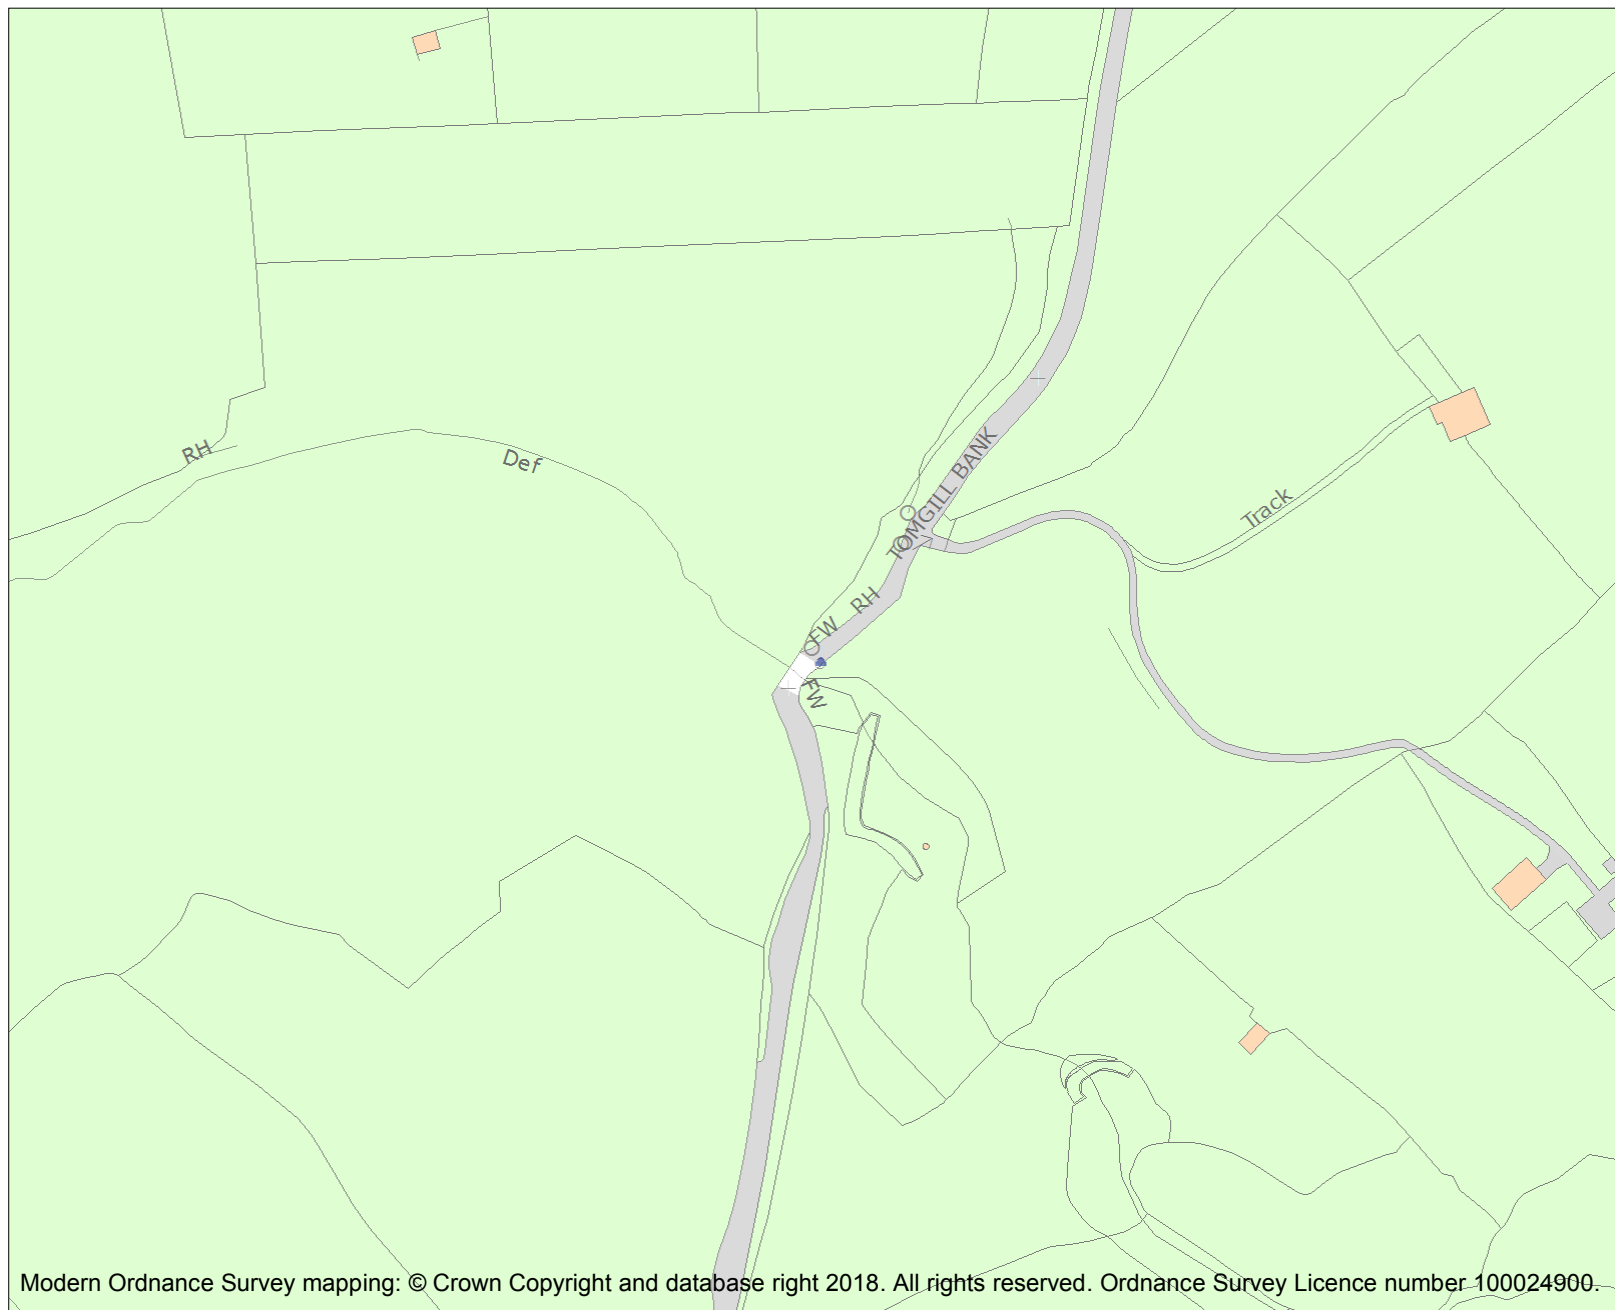 RH
Def
TOMGILL BANK
Track
RH
FW
FW
Modern Ordnance Survey mapping: © Crown Copyright and database right 2018. All rights reserved. Ordnance Survey Licence number 100024900.